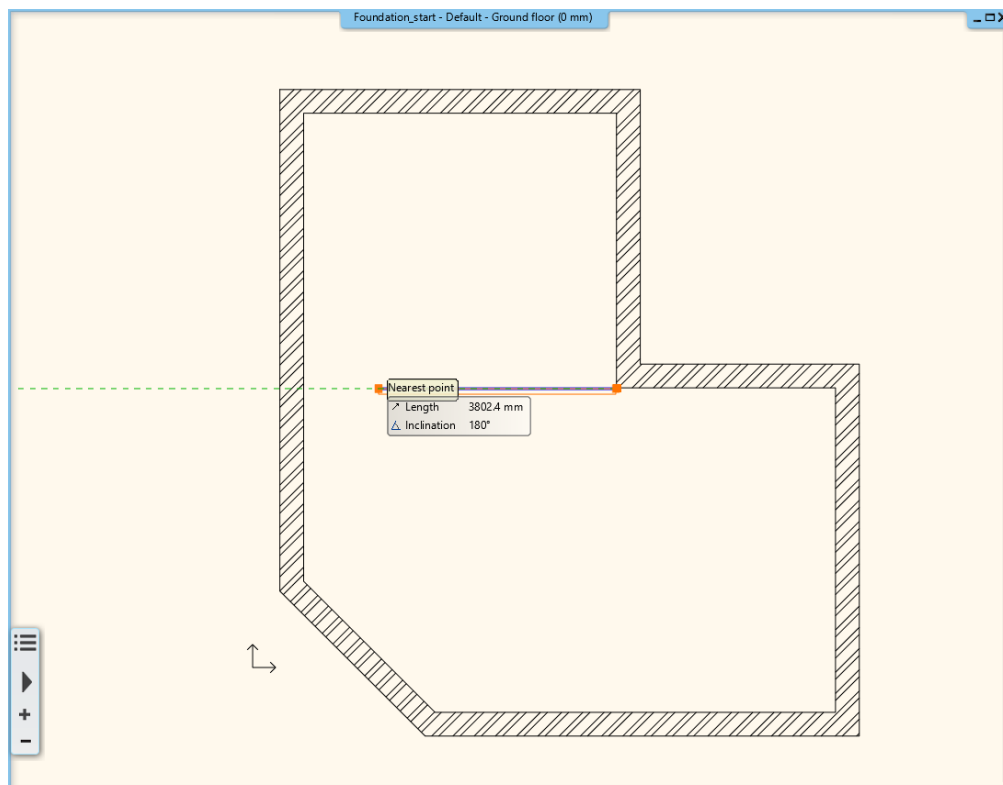 Foundation_start - Default - Ground floor (0 mm)
Nearest point
Length 3802.4 mm
Inclination 180°